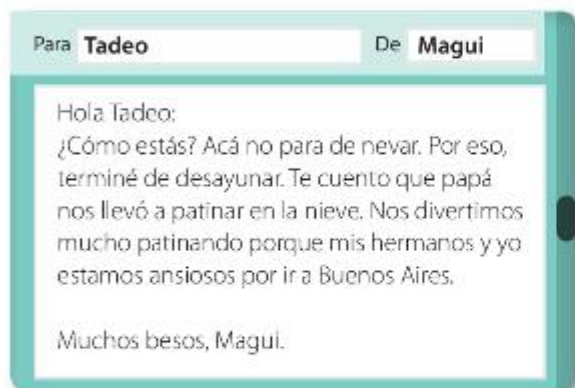 Para Tadeo De Magui
Hola Tadeo:
¿Cómo estás? Acá no para de nevar. Por eso,
terminé de desayunar. Te cuento que papá
nos llevó a patinar en la nieve. Nos divertimos
mucho patinando porque mis hermanos y yo
estamos ansiosos por ir a Buenos Aires.
Muchos besos, Magui.